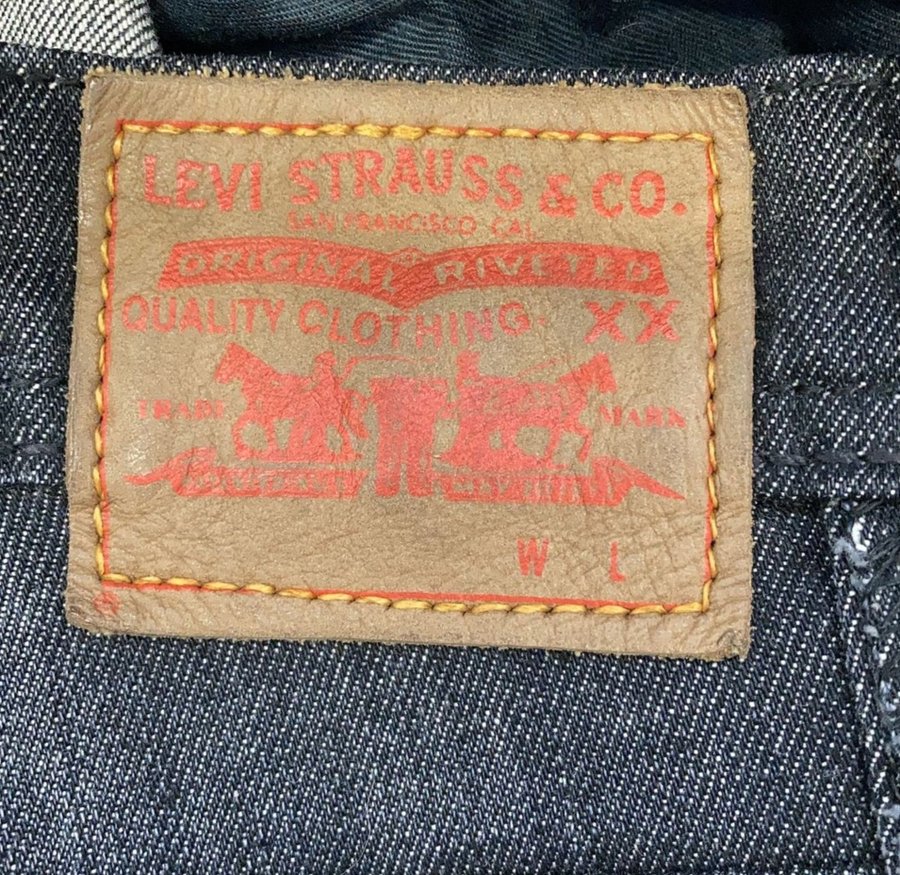 LEVI STRAUSS & CO.
SAN FRANCISCO CAL
ORIGINAL RIVETED
QUALITY CLOTHING XX
TRADE MARK
W L
®